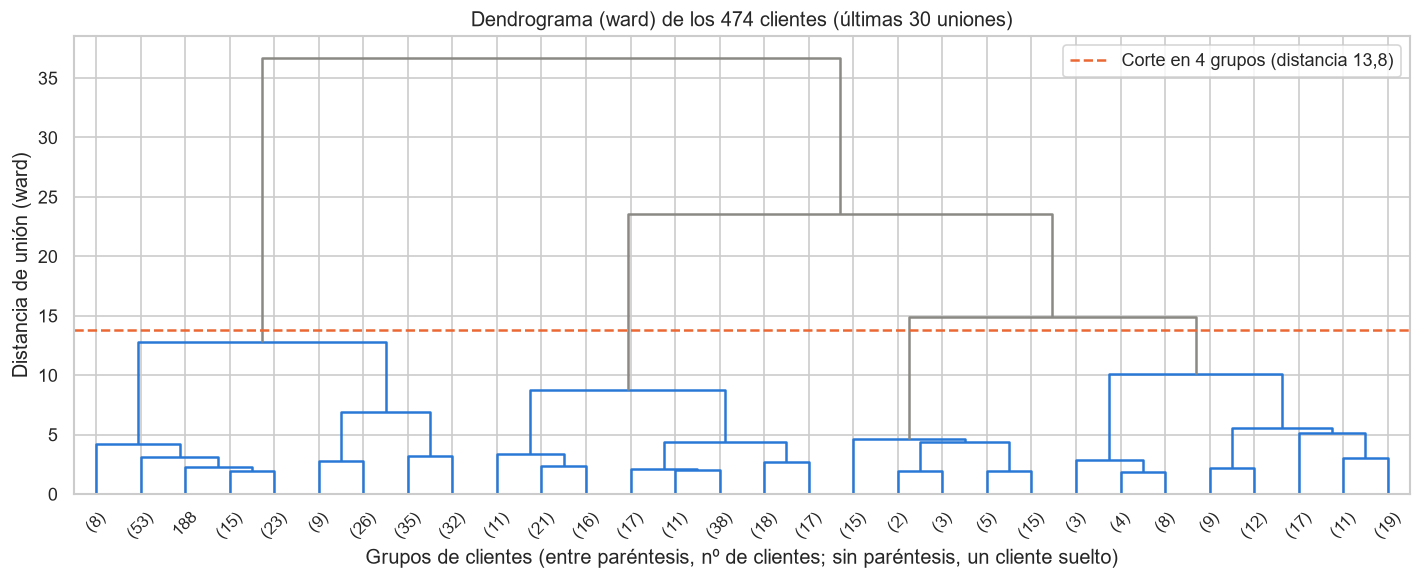 Dendrograma (ward) de los 474 clientes (últimas 30 uniones)
Corte en 4 grupos (distancia 13,8)
Distancia de unión (ward)
35
30
25
20
15
10
5
0
(8) (53) 188 (15) (23) (9) (26) (35) (32) (11) (21) (16) (17) (11) (38) (18) (17) (15) (2) (3) (5) (15) (3) (4) (8) (9) (12) (17) (11) (19)
Grupos de clientes (entre paréntesis, nº de clientes; sin paréntesis, un cliente suelto)